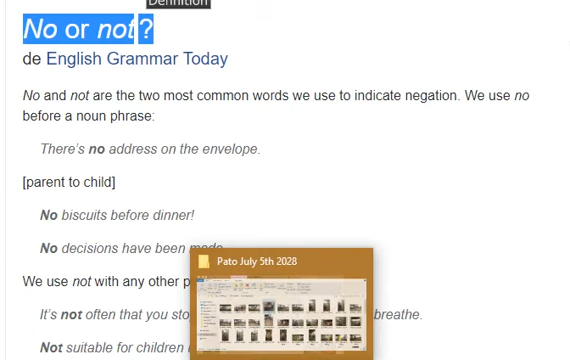 Definition
No or not?
de English Grammar Today
No and not are the two most common words we use to indicate negation. We use no
before a noun phrase:
There's no address on the envelope.
[parent to child]
No biscuits before dinner!
No decisions have been made.
Pato July 5th 2028
We use not with any other
It's not often that you breathe.
Not suitable for children